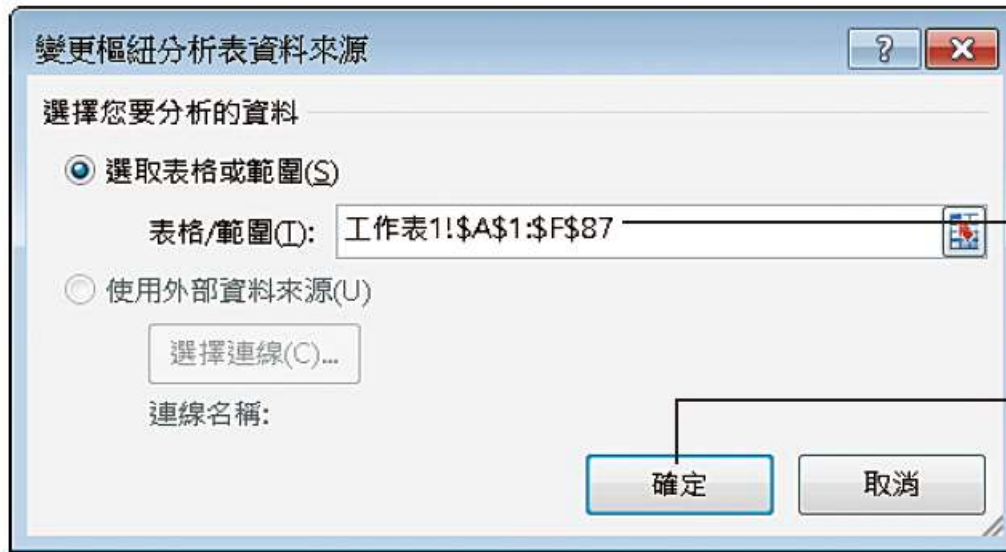 變更樞紐分析表資料來源
選擇您要分析的資料
選取表格或範圍(S)
表格/範圍(T): 工作表1!$A$1:$F$87
使用外部資料來源(U)
選擇連線(C)...
連線名稱:
確定 取消